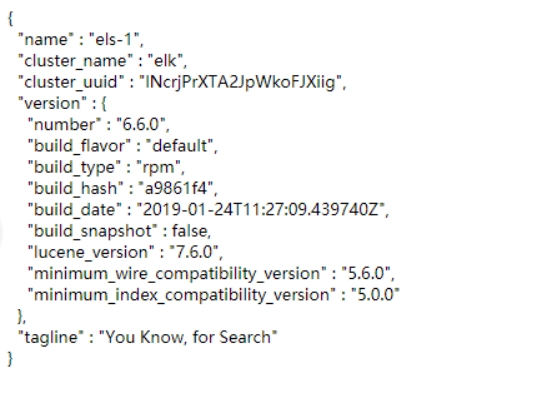 {
"name" : "els-1",
"cluster_name" : "elk",
"cluster_uuid" : "lNcrjPrXTA2JpWkoFJXiig",
"version" : {
"number" : "6.6.0",
"build_flavor" : "default",
"build_type" : "rpm",
"build_hash" : "a9861f4",
"build_date" : "2019-01-24T11:27:09.439740Z",
"build_snapshot" : false,
"lucene_version" : "7.6.0",
"minimum_wire_compatibility_version" : "5.6.0",
"minimum_index_compatibility_version" : "5.0.0"
},
"tagline" : "You Know, for Search"
}